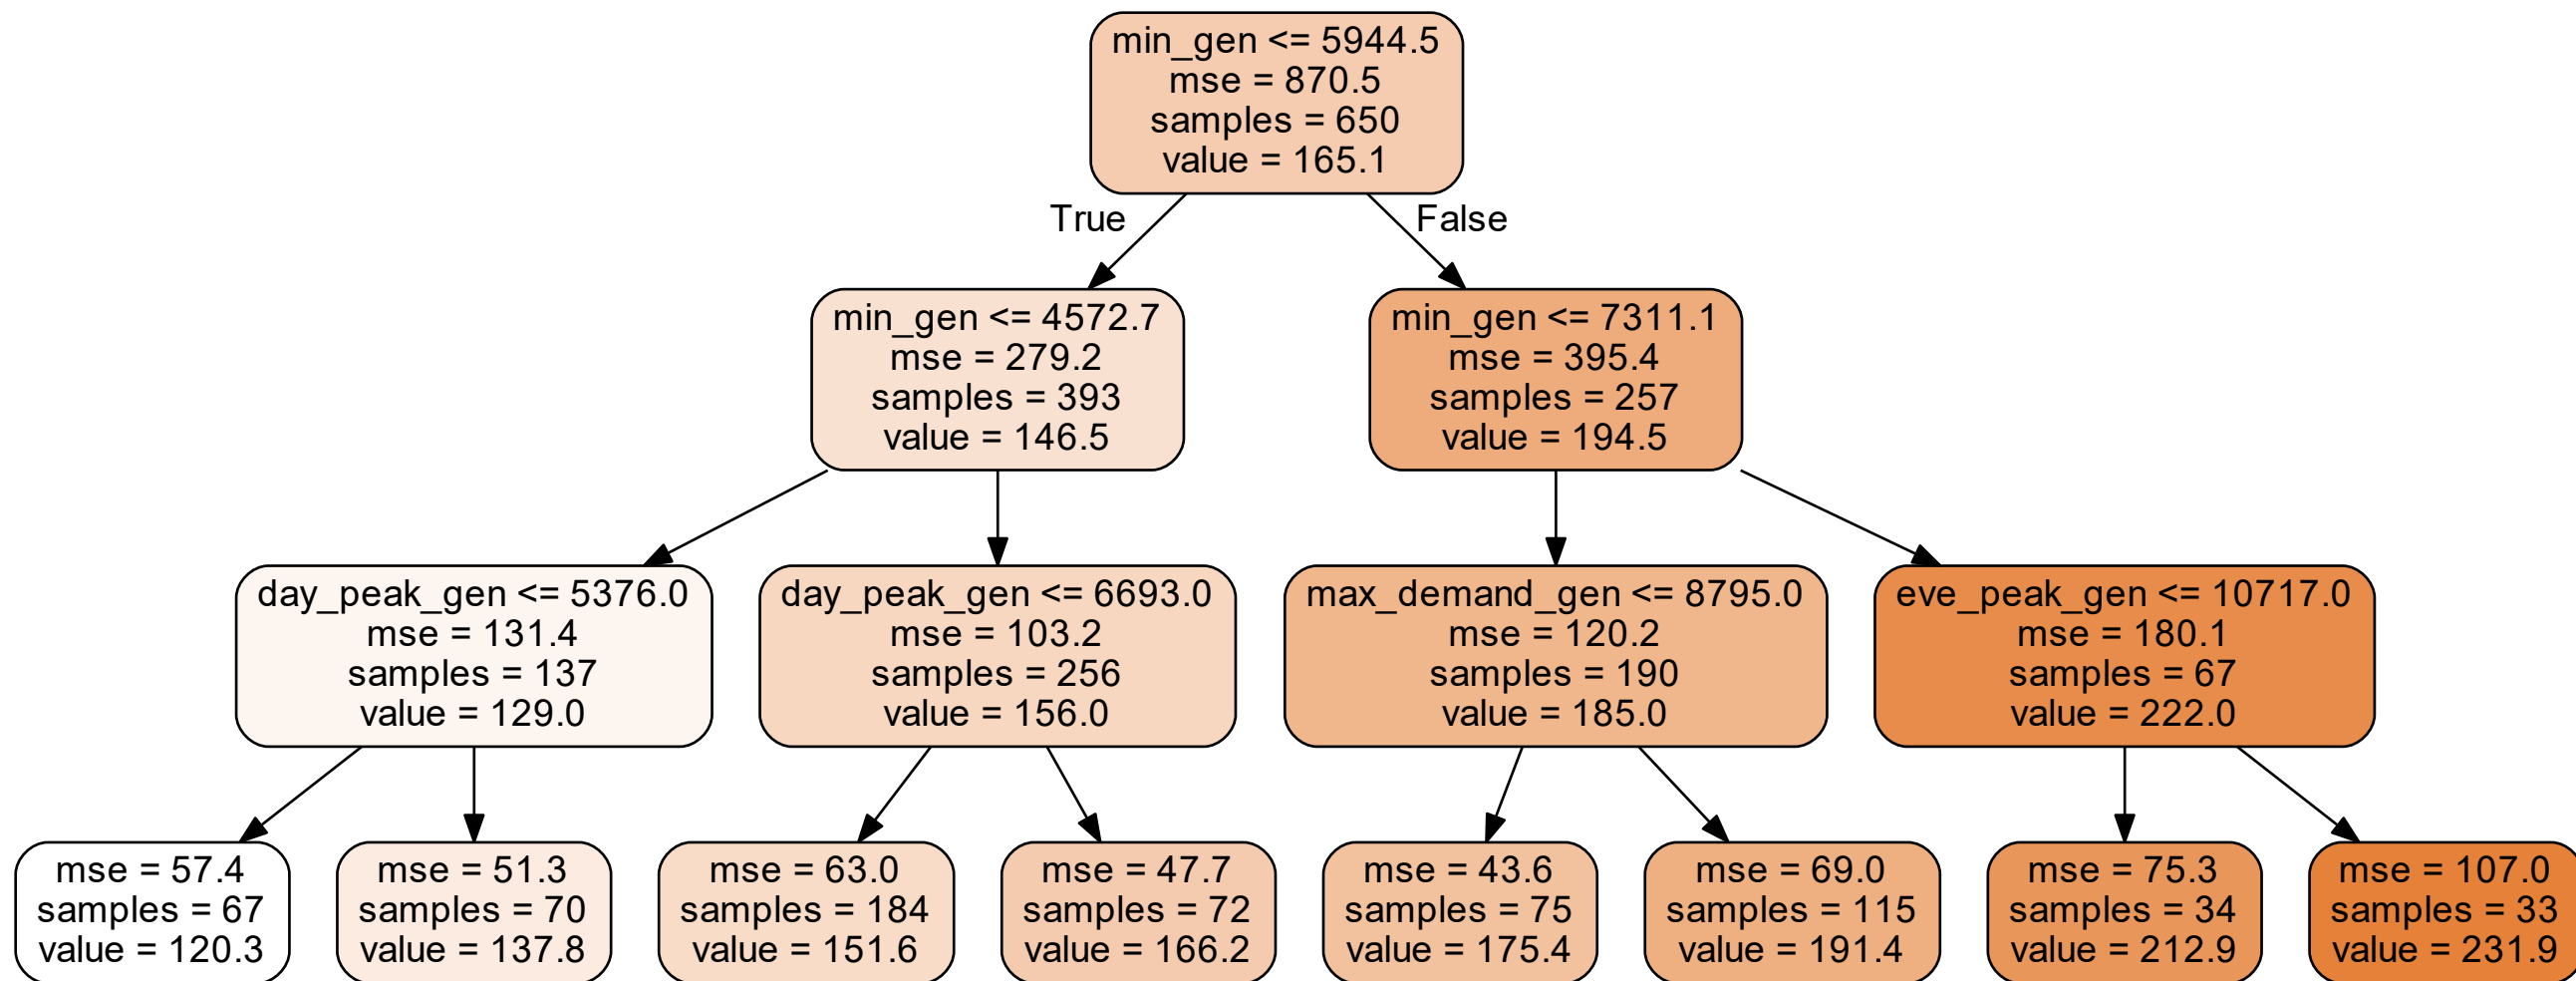 min_gen <= 5944.5
mse = 870.5
samples = 650
value = 165.1
True
False
min_gen <= 4572.7
mse = 279.2
samples = 393
value = 146.5
min_gen <= 7311.1
mse = 395.4
samples = 257
value = 194.5
day_peak_gen <= 5376.0
mse = 131.4
samples = 137
value = 129.0
day_peak_gen <= 6693.0
mse = 103.2
samples = 256
value = 156.0
max_demand_gen <= 8795.0
mse = 120.2
samples = 190
value = 185.0
eve_peak_gen <= 10717.0
mse = 180.1
samples = 67
value = 222.0
mse = 57.4
samples = 67
value = 120.3
mse = 51.3
samples = 70
value = 137.8
mse = 63.0
samples = 184
value = 151.6
mse = 47.7
samples = 72
value = 166.2
mse = 43.6
samples = 75
value = 175.4
mse = 69.0
samples = 115
value = 191.4
mse = 75.3
samples = 34
value = 212.9
mse = 107.0
samples = 33
value = 231.9